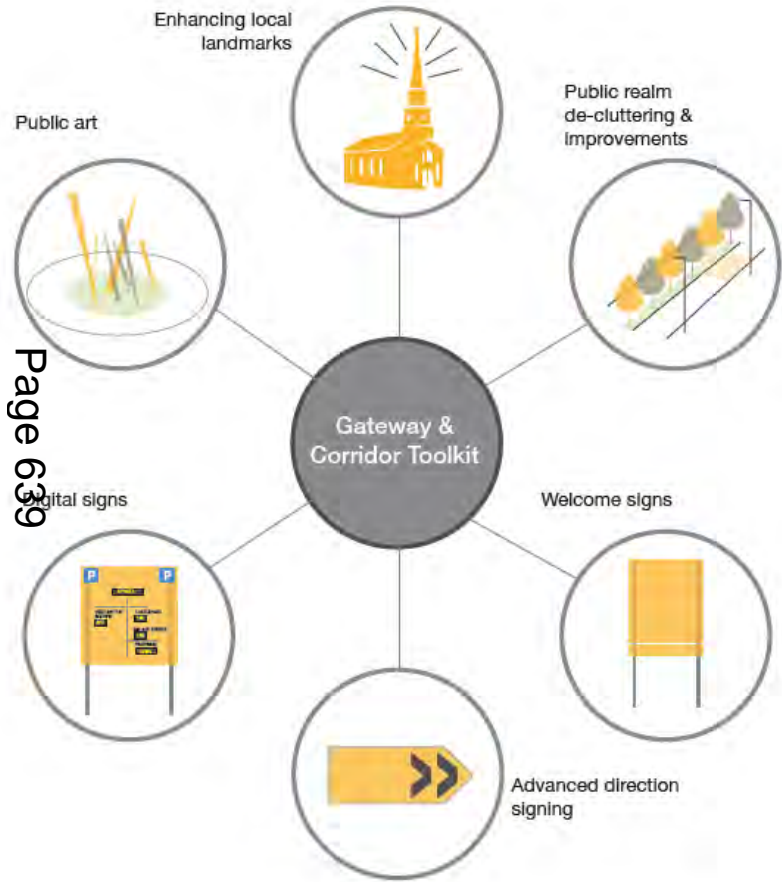 Enhancing local
landmarks
Public realm
de-cluttering &
improvements
Public art
Gateway &
Corridor Toolkit
Page 639
Digital signs
Welcome signs
P
P
Advanced direction
signing